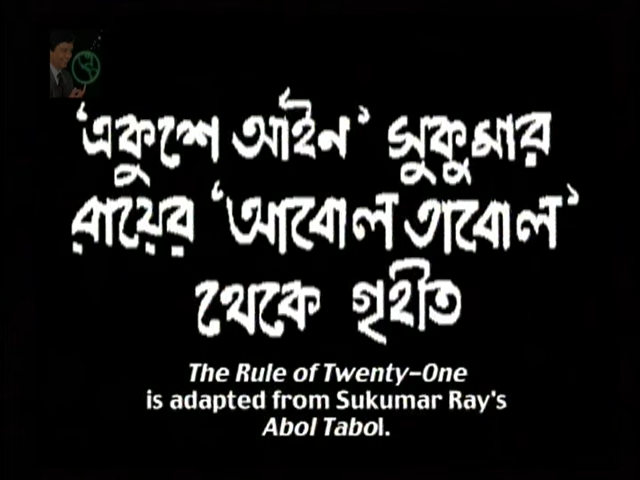 'একুশে আইন' সুকুমার
রায়ের 'আবোল তাবোল'
থেকে গৃহীত
The Rule of Twenty-One
is adapted from Sukumar Ray's
Abol Tabol.